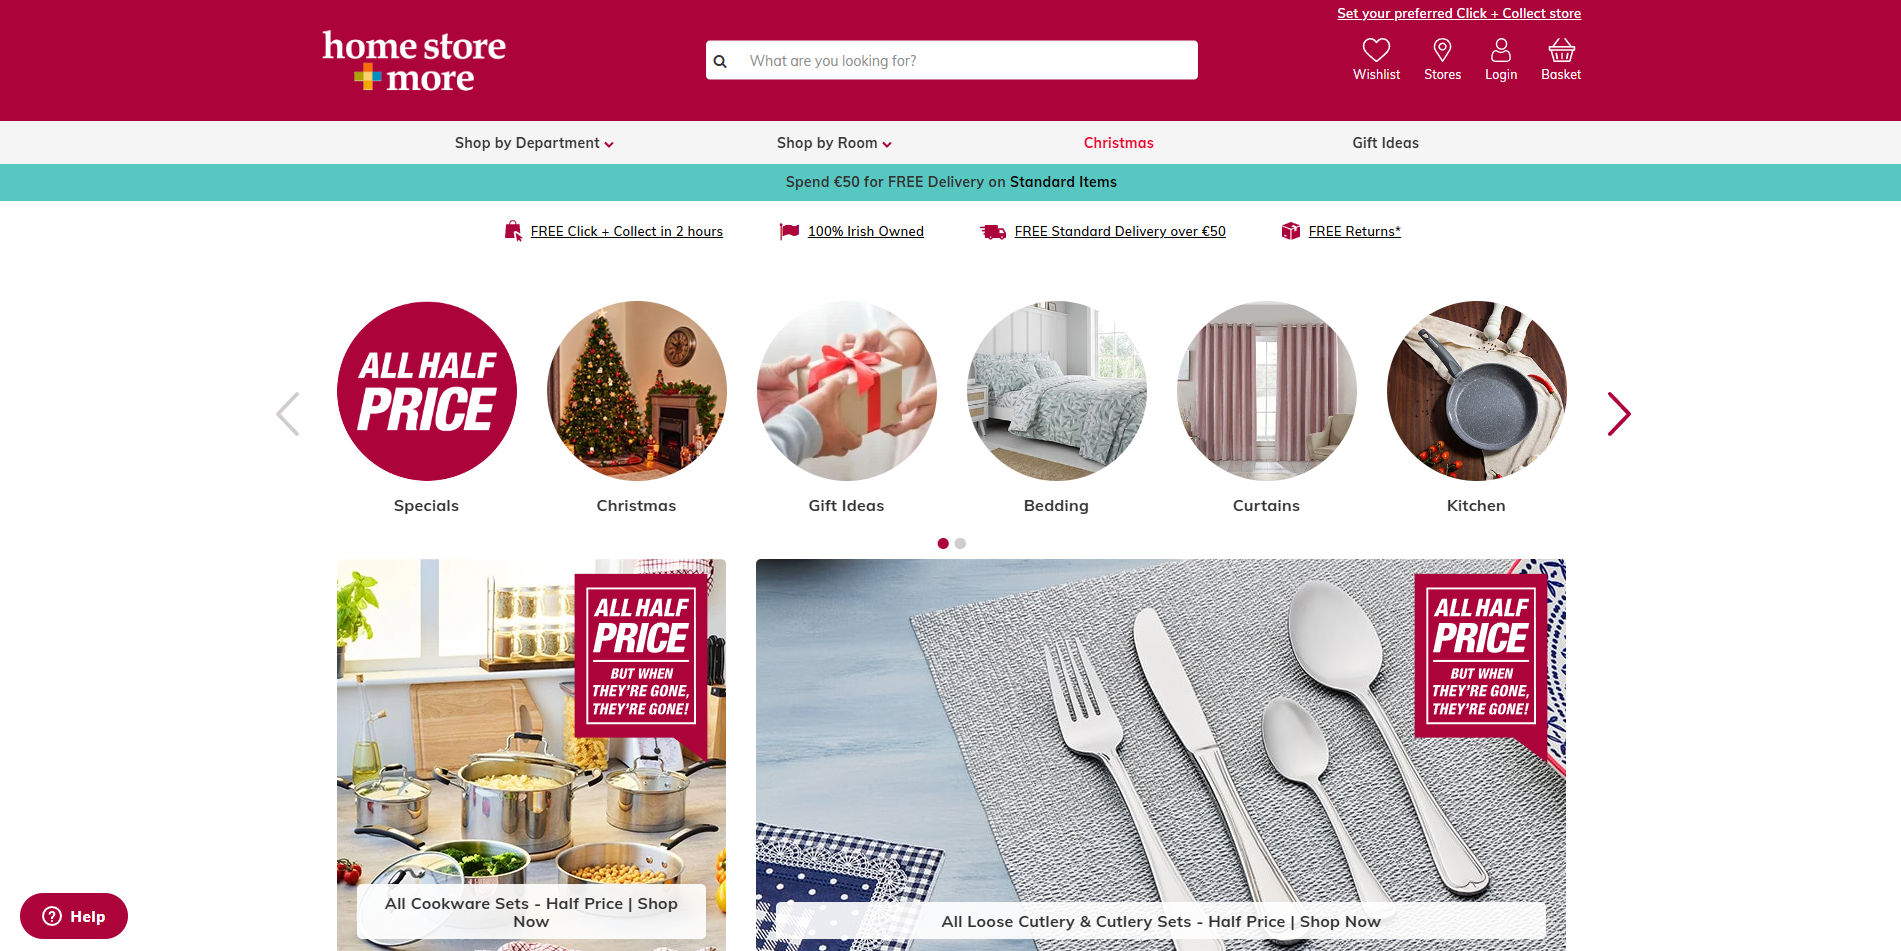 Set your preferred Click + Collect store
home store
+more
What are you looking for?
Wishlist
Stores
Login
Basket
Shop by Department
Shop by Room
Christmas
Gift Ideas
Spend €50 for FREE Delivery on Standard Items
FREE Click + Collect in 2 hours
100% Irish Owned
FREE Standard Delivery over €50
FREE Returns*
ALL HALF
PRICE
Specials
Christmas
Gift Ideas
Bedding
Curtains
Kitchen
ALL HALF
PRICE
BUT WHEN
THEY'RE GONE,
THEY'RE GONE!
All Cookware Sets - Half Price | Shop
Now
ALL HALF
PRICE
BUT WHEN
THEY'RE GONE,
THEY'RE GONE!
All Loose Cutlery & Cutlery Sets - Half Price | Shop Now
? Help